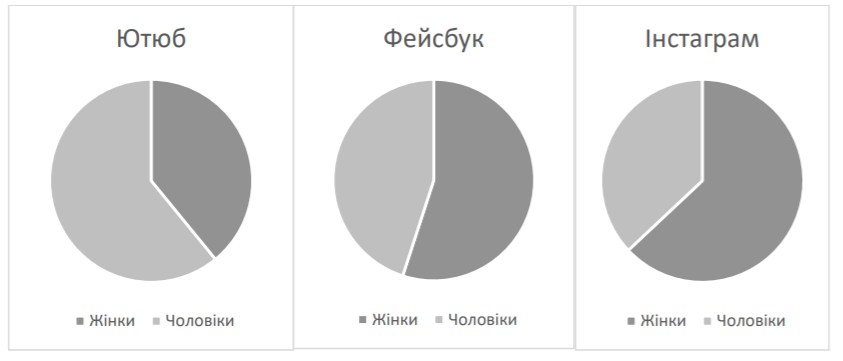 Ютюб
Жінки Чоловіки
Фейсбук
Жінки Чоловіки
Інстаграм
Жінки Чоловіки